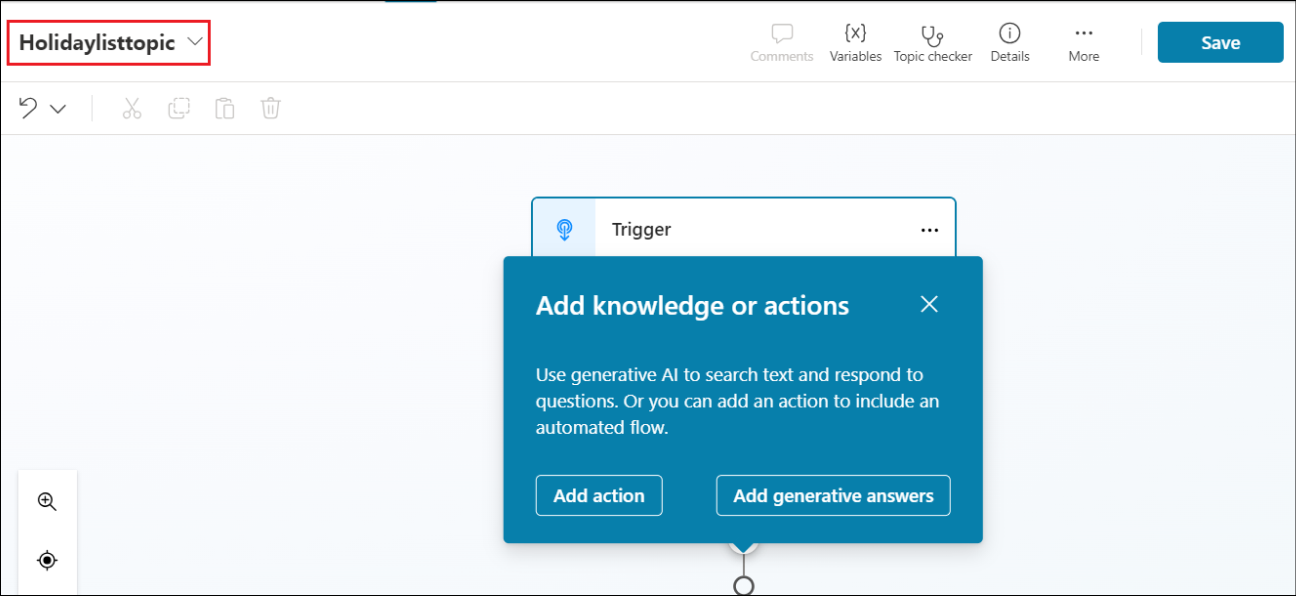 Holidaylisttopic
Comments
{x}
Variables
Topic checker
Details
More
Save
Trigger
Add knowledge or actions
Use generative AI to search text and respond to
questions. Or you can add an action to include an
automated flow.
Add action
Add generative answers